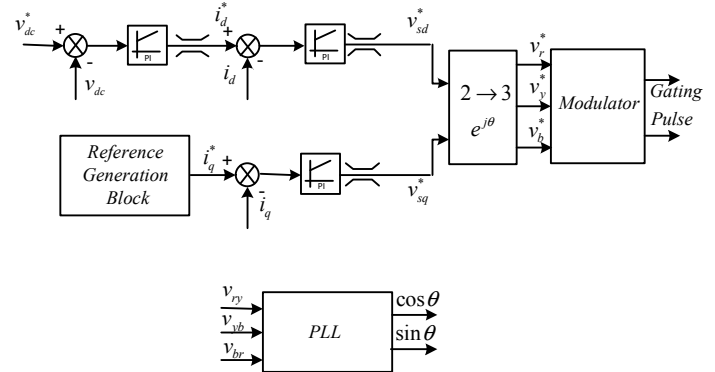 v*dc + - vdc
PI
i*d + - id
PI
v*sd
2 → 3
e^jθ
v*r
v*y
v*b
Modulator
Gating
Pulse
Reference
Generation
Block
i*q + - iq
PI
v*sq
vry
vyb
vbr
PLL
cosθ
sinθ